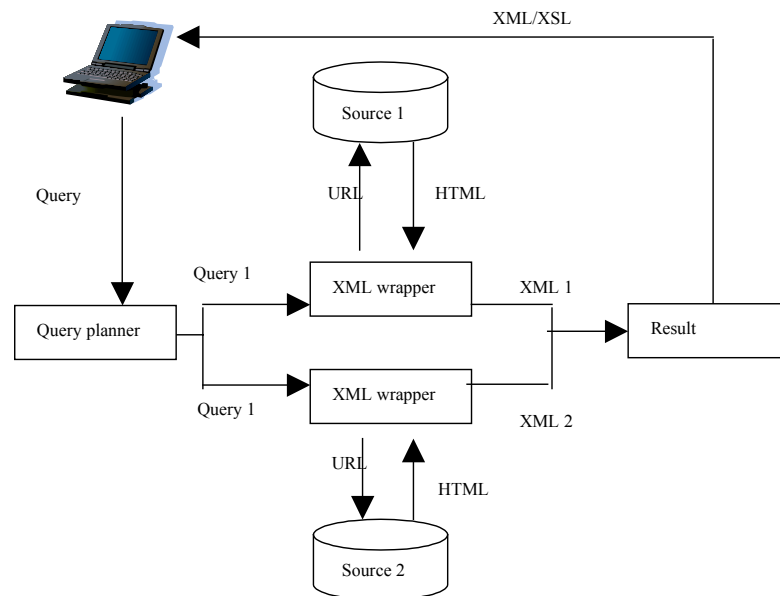 XML/XSL
Source 1
URL
HTML
Query
Query 1
XML wrapper
XML 1
Query planner
Result
XML wrapper
Query 1
XML 2
URL
HTML
Source 2